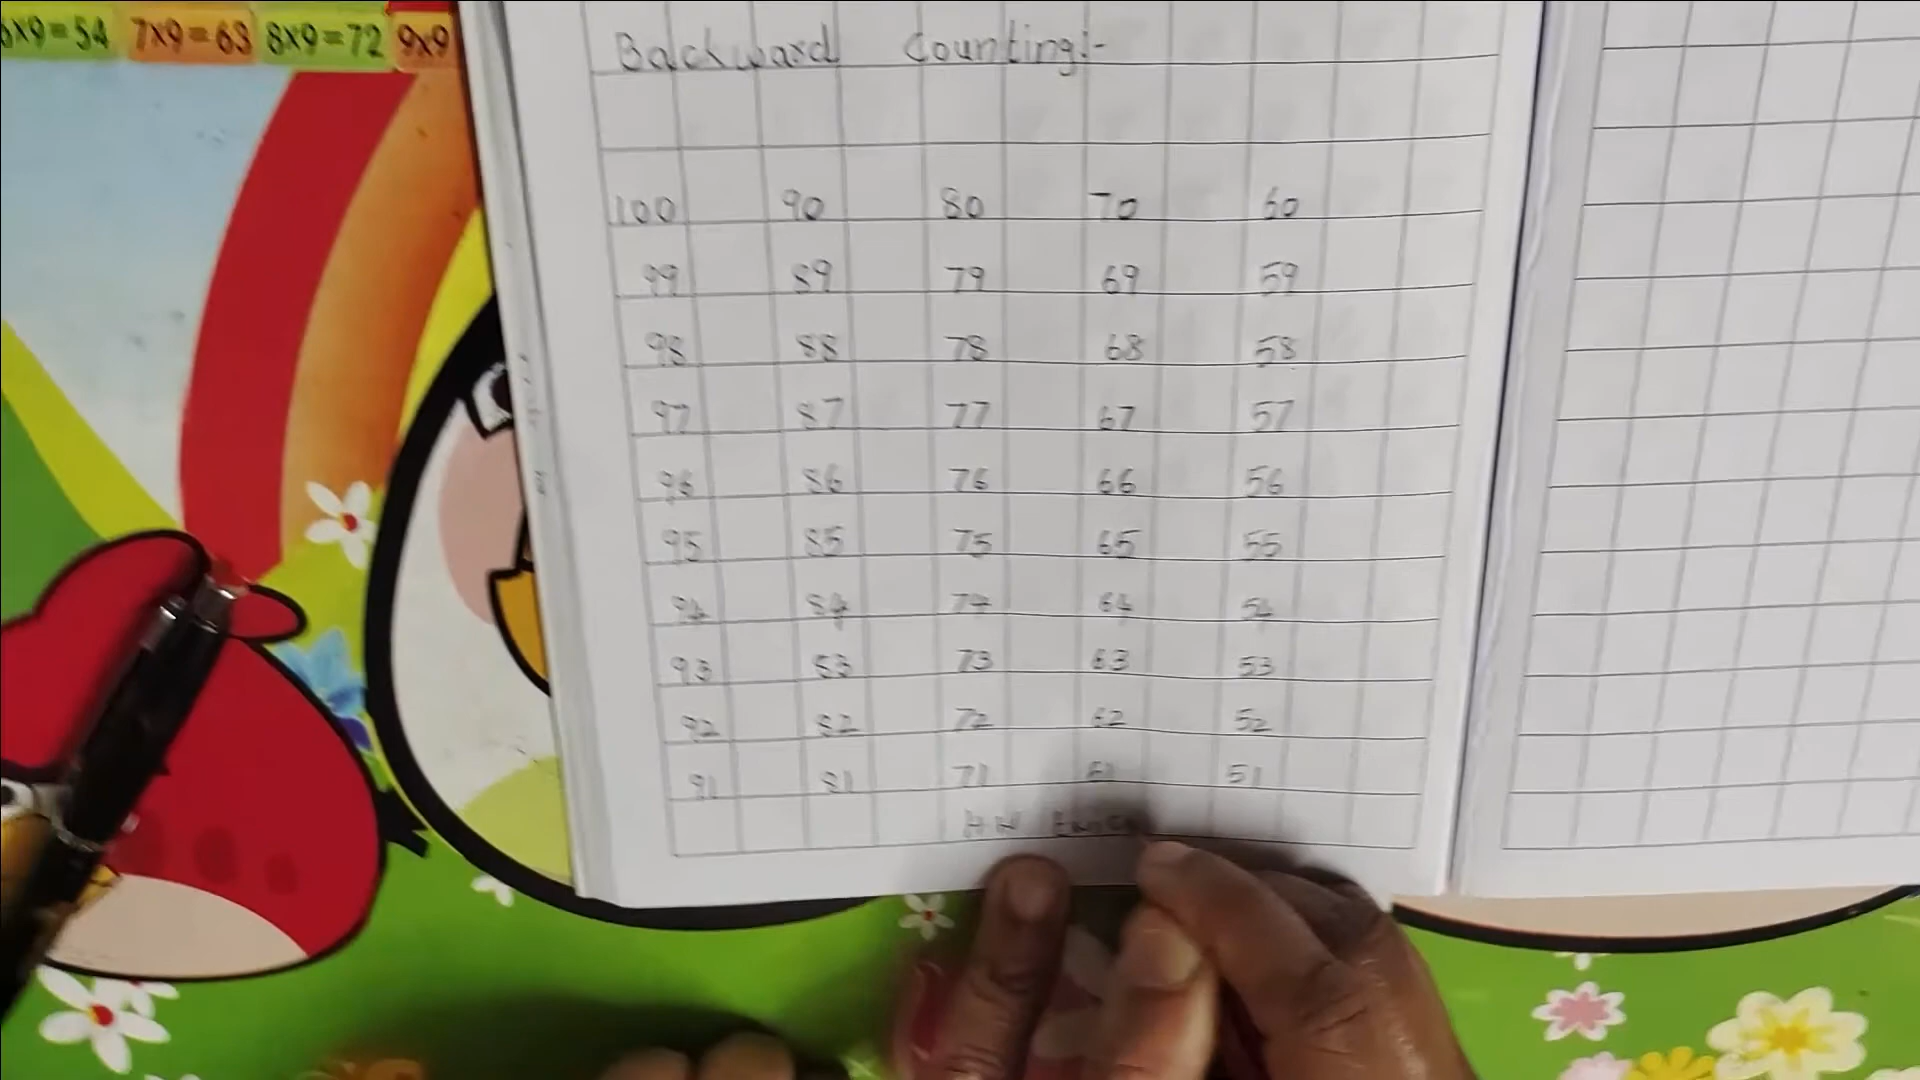 6x9=54 7x9=63 8x9=72 9x9
Backward Counting:-
100 90 80 70 60
99 89 79 69 59
98 88 78 68 58
97 87 77 67 57
96 86 76 66 56
95 85 75 65 55
94 84 74 64 54
93 83 73 63 53
92 82 72 62 52
91 81 71 61 51